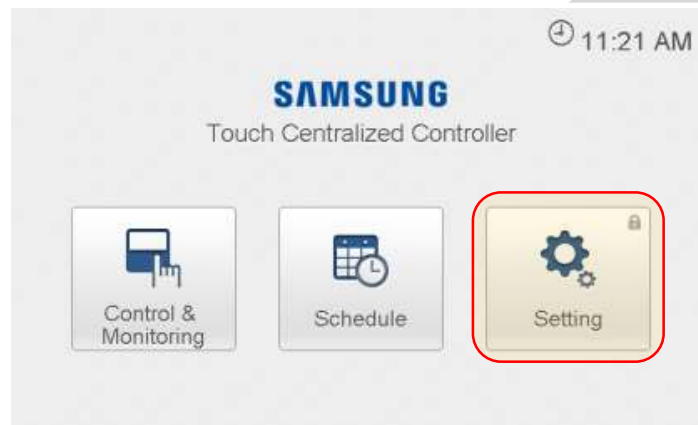 11:21 AM
SAMSUNG
Touch Centralized Controller
Control &
Monitoring
Schedule
Setting